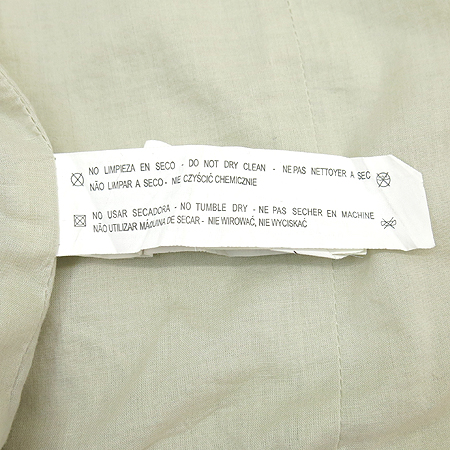 NO LIMPIEZA EN SECO - DO NOT DRY CLEAN - NE PAS NETTOYER A SEC
NÃO LIMPAR A SECO - NIE CZYŚCIĆ CHEMICZNIE
NO USAR SECADORA - NO TUMBLE DRY - NE PAS SECHER EN MACHINE
NÃO UTILIZAR MÁQUINA DE SECAR - NIE WIROWAĆ, NIE WYCISKAĆ